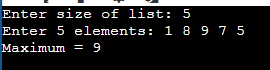 Enter size of list: 5
Enter 5 elements: 1 8 9 7 5
Maximum = 9